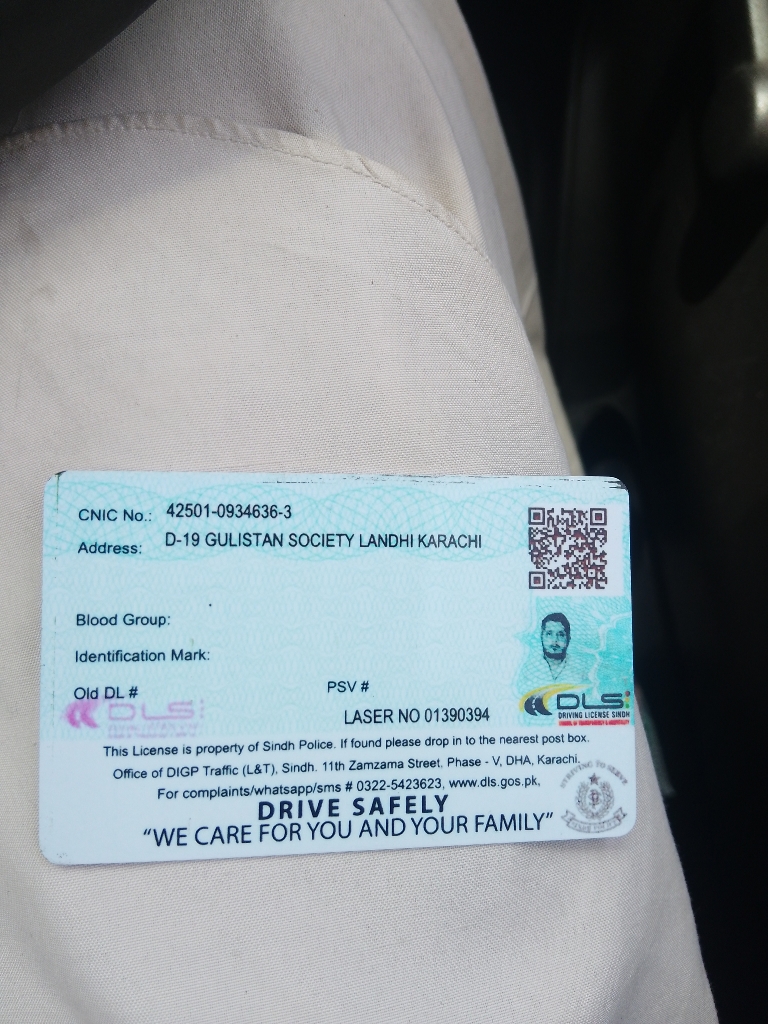 CNIC No.: 42501-0934636-3
Address: D-19 GULISTAN SOCIETY LANDHI KARACHI
Blood Group:
Identification Mark:
Old DL # PSV #
DLS
DRIVING LICENSE SINDH
DLS
LASER NO 01390394
This License is property of Sindh Police. If found please drop in to the nearest post box.
Office of DIGP Traffic (L&T), Sindh. 11th Zamzama Street, Phase - V, DHA, Karachi.
For complaints/whatsapp/sms # 0322-5423623, www.dls.gos.pk,
DRIVE SAFELY
“WE CARE FOR YOU AND YOUR FAMILY”